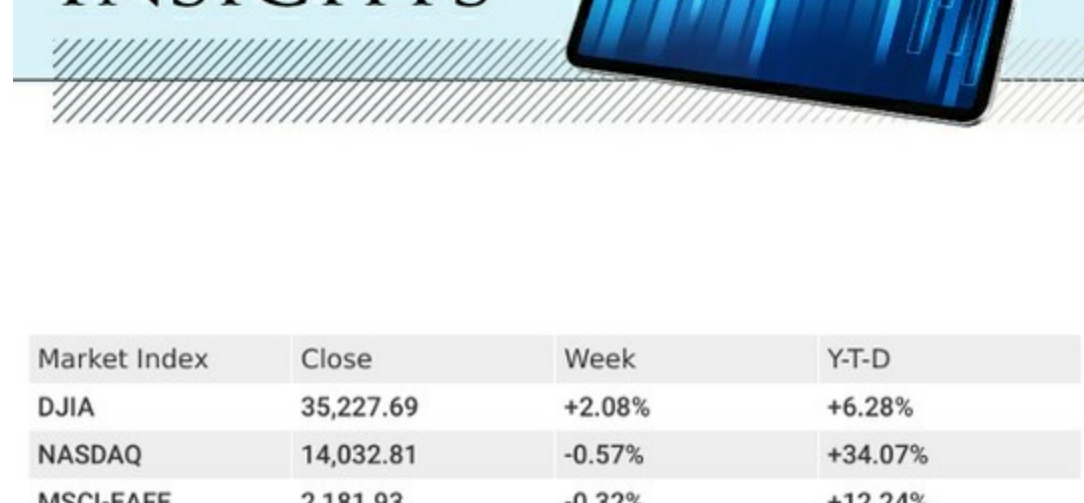 INSIGHTS
Market Index Close Week Y-T-D
DJIA 35,227.69 +2.08% +6.28%
NASDAQ 14,032.81 -0.57% +34.07%
MSCI-EAFE 2,181.93 -0.32% +12.24%